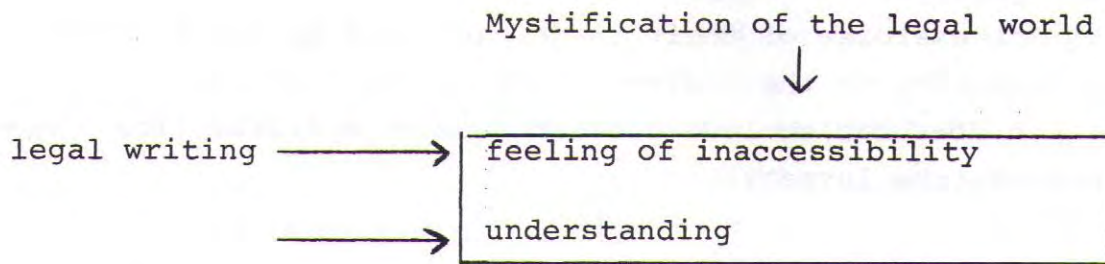 Mystification of the legal world
legal writing feeling of inaccessibility
understanding